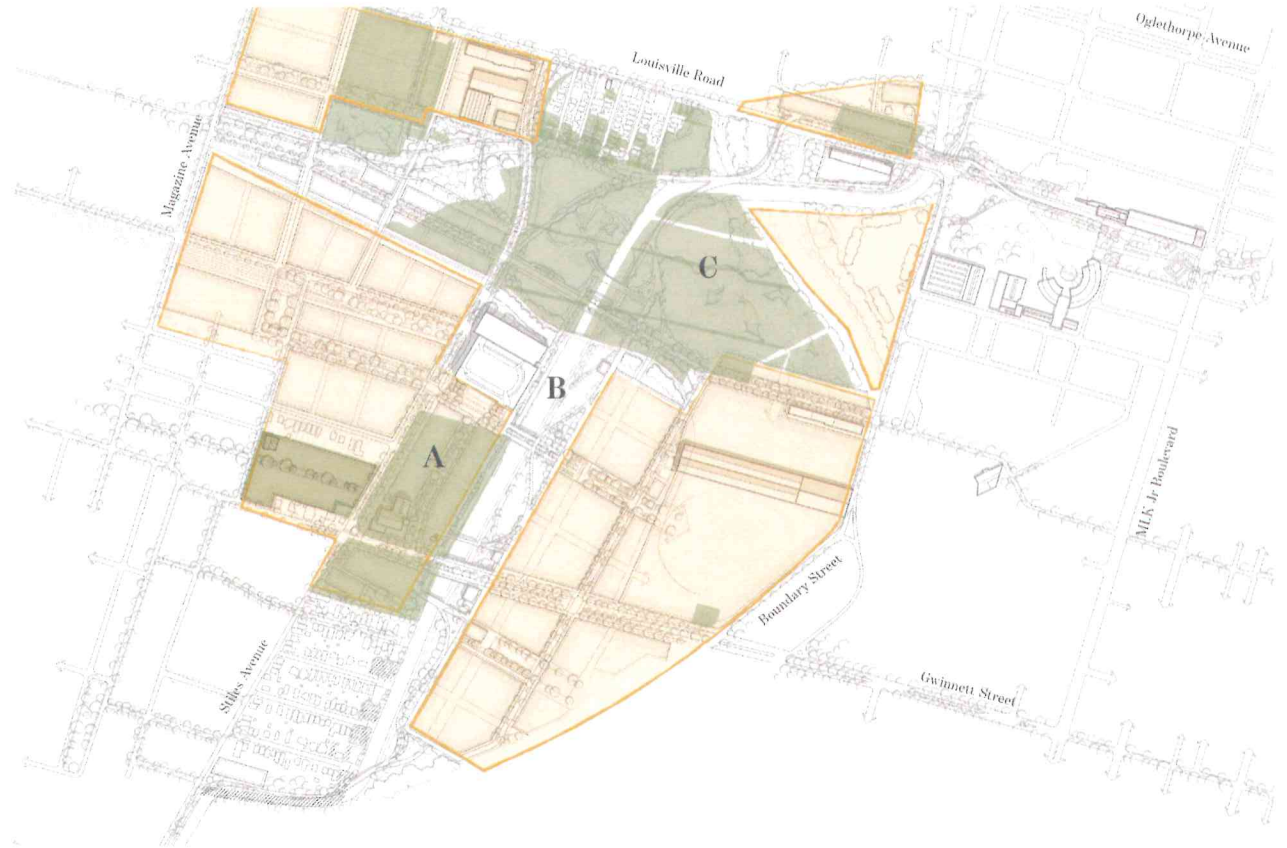 Oglethorpe Avenue
Louisville Road
Magazine Avenue
C
B
A
MLK Jr Boulevard
Boundary Street
Stiles Avenue
Gwinnett Street